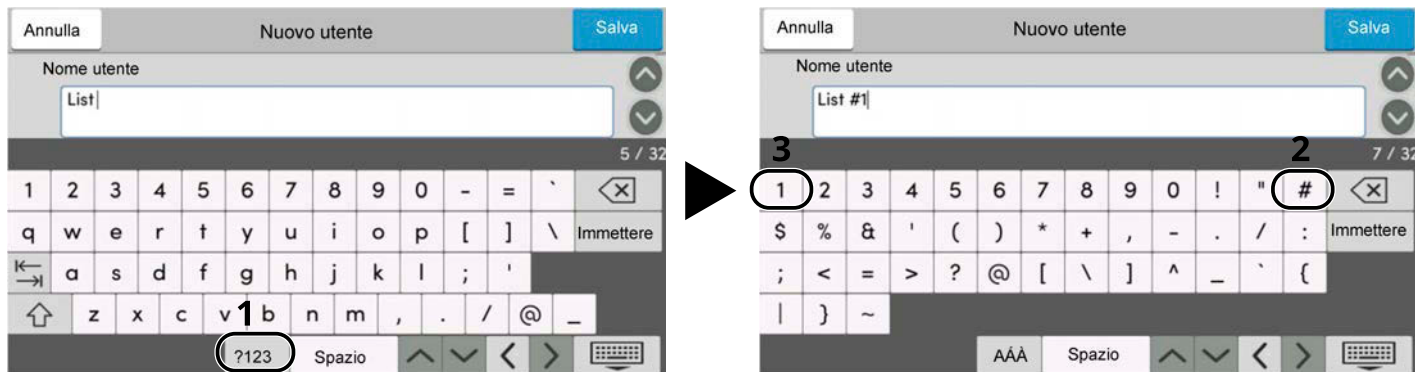 Annulla Nuovo utente Salva
Nome utente
List
5 / 32
1 2 3 4 5 6 7 8 9 0 - = `
q w e r t y u i o p [ ] \ Immettere
a s d f g h j k l ; '
z x c v b n m , . / @ _
1
?123 Spazio
Annulla Nuovo utente Salva
Nome utente
List #1
3 2 7 / 32
1 2 3 4 5 6 7 8 9 0 ! " #
$ % & ' ( ) * + , - . / : Immettere
; < = > ? @ [ \ ] ^ _ ` {
| } ~
AÁÀ Spazio